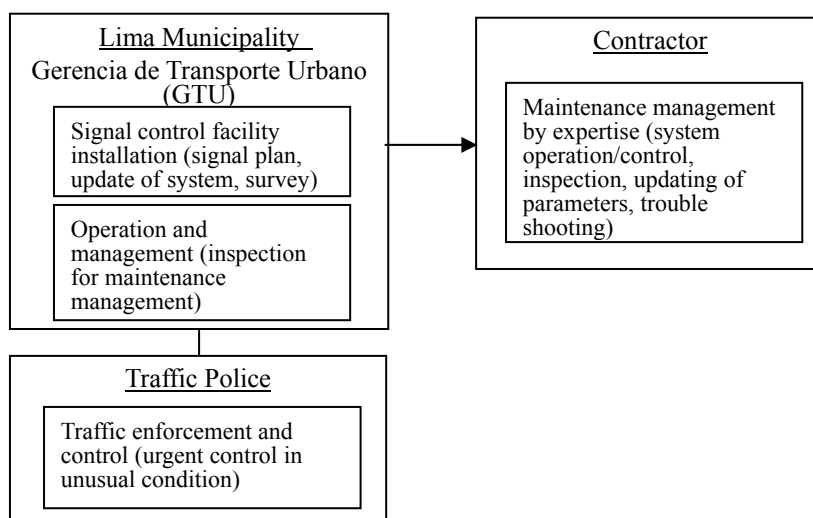 Lima Municipality
Gerencia de Transporte Urbano
(GTU)
Signal control facility
installation (signal plan,
update of system, survey)
Operation and
management (inspection
for maintenance
management)
Contractor
Maintenance management
by expertise (system
operation/control,
inspection, updating of
parameters, trouble
shooting)
Traffic Police
Traffic enforcement and
control (urgent control in
unusual condition)